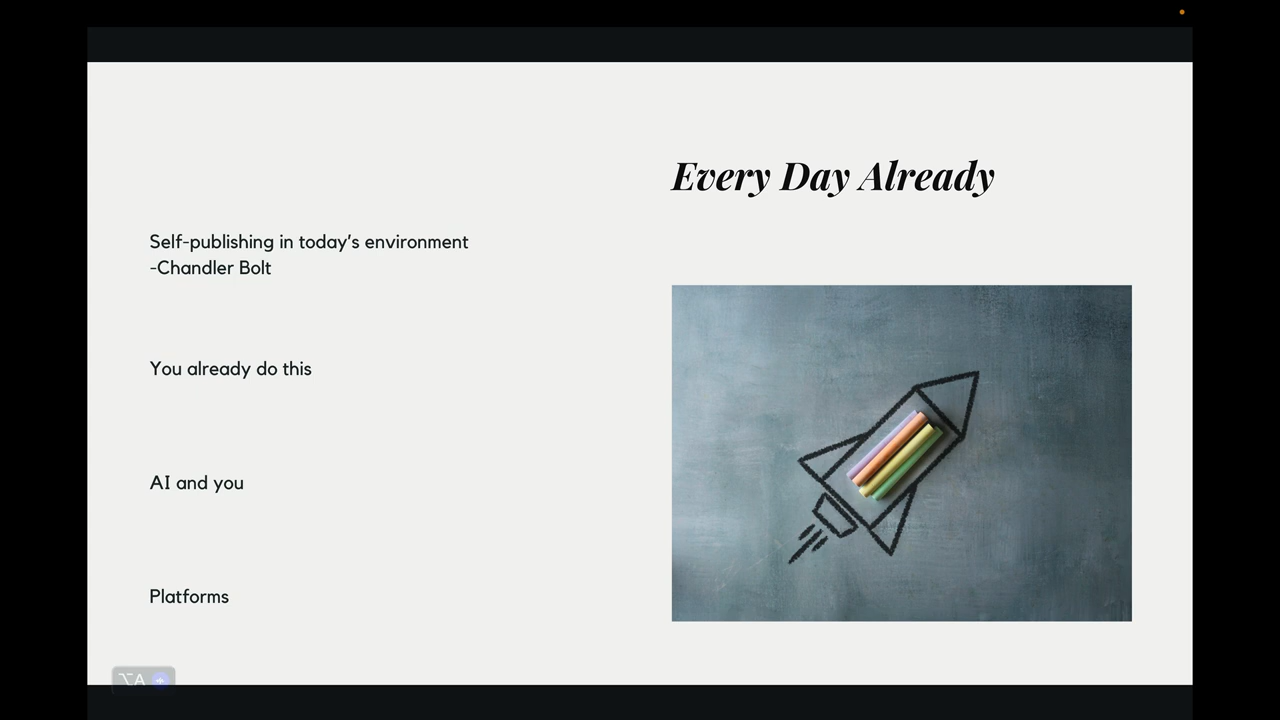 Every Day Already
Self-publishing in today's environment
-Chandler Bolt
You already do this
AI and you
Platforms
⌥A